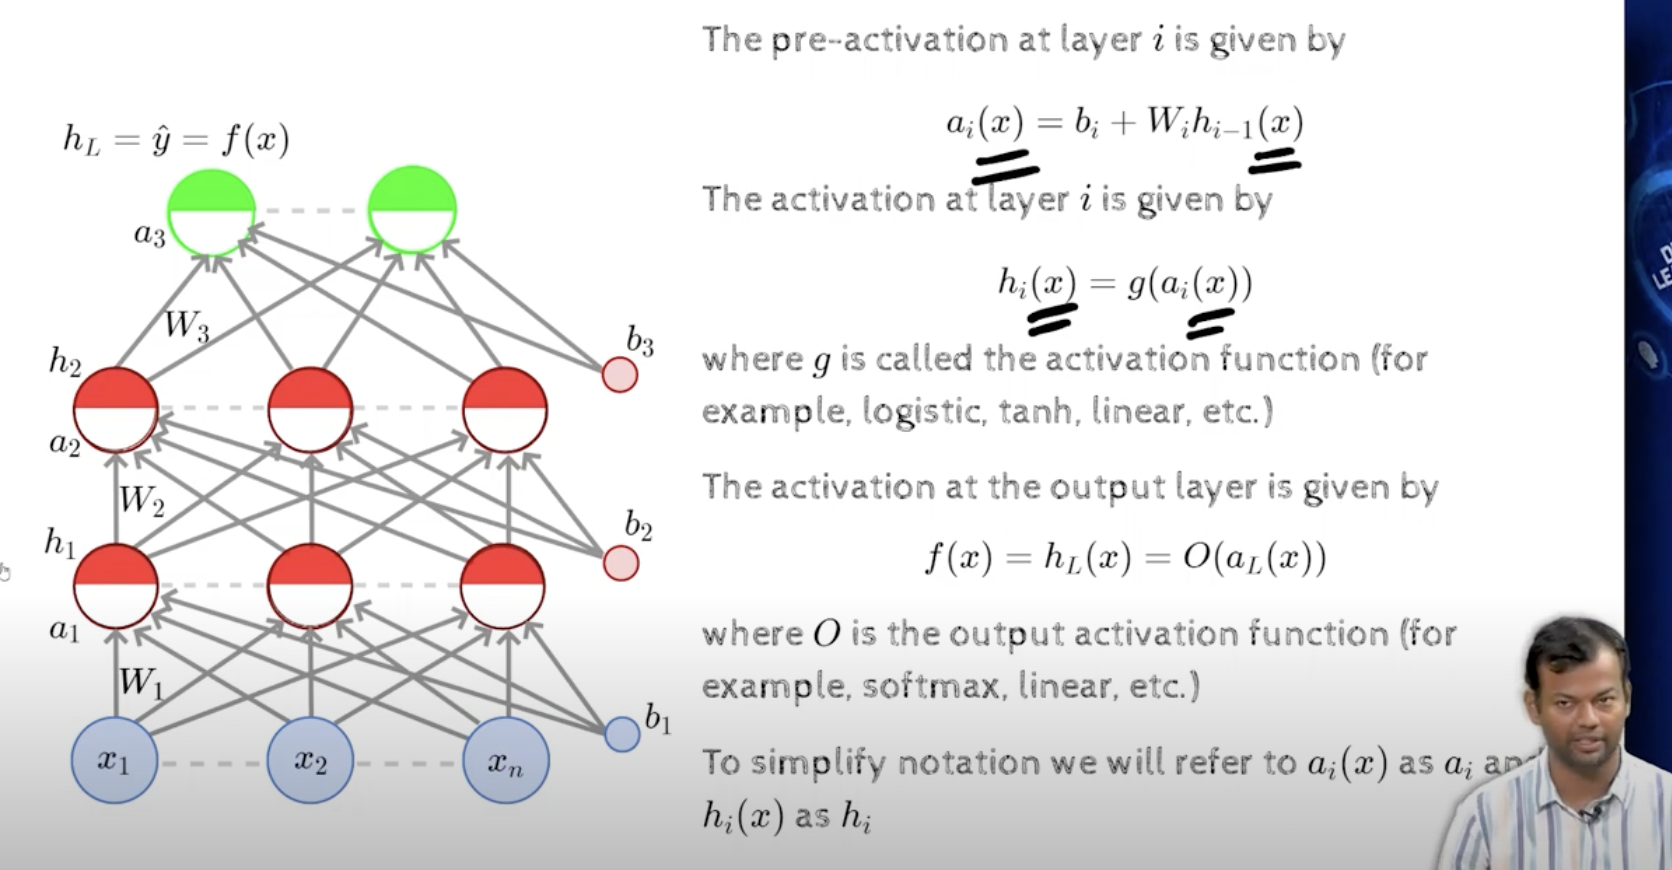 The pre-activation at layer i is given by
a_i(x) = b_i + W_i h_{i−1}(x)
The activation at layer i is given by
h_i(x) = g(a_i(x))
where g is called the activation function (for
example, logistic, tanh, linear, etc.)
The activation at the output layer is given by
f(x) = h_L(x) = O(a_L(x))
where O is the output activation function (for
example, softmax, linear, etc.)
To simplify notation we will refer to a_i(x) as a_i
h_i(x) as h_i
h_L = ŷ = f(x)
a_3
W_3
b_3
h_2
a_2
W_2
b_2
h_1
a_1
W_1
b_1
x_1
x_2
x_n